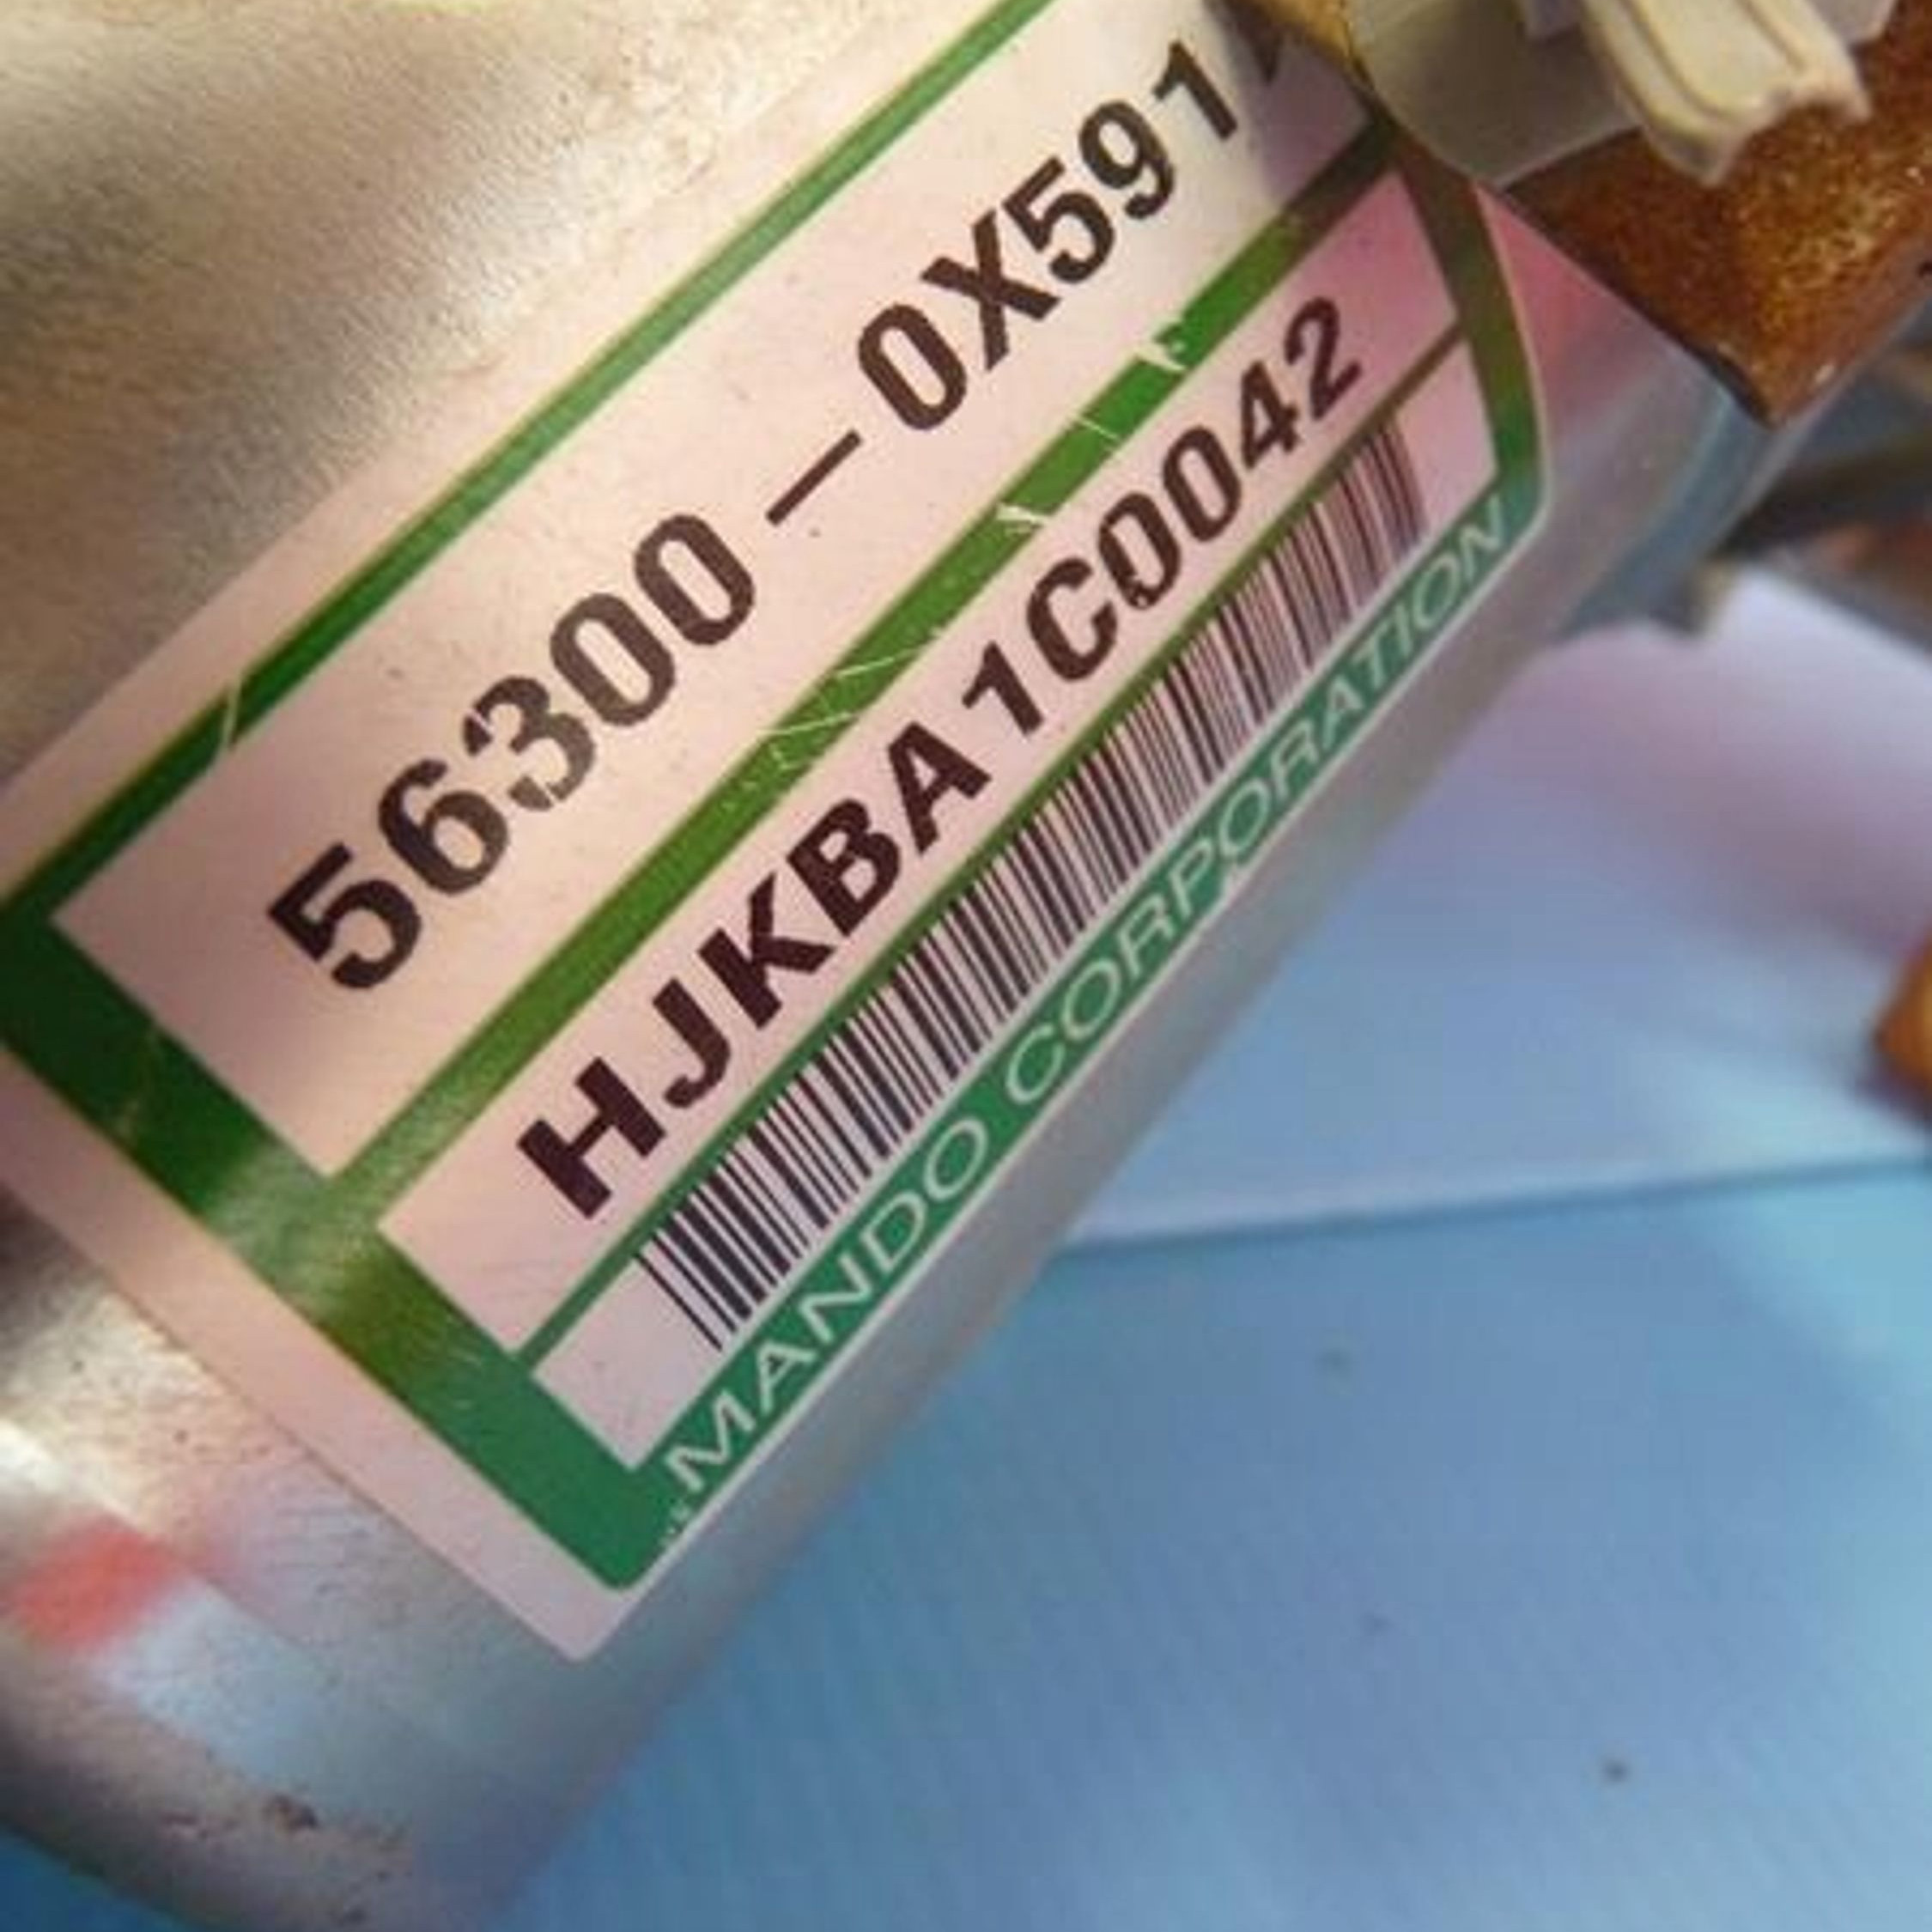 56300-0X591
HJKBA1C0042
MANDO CORPORATION